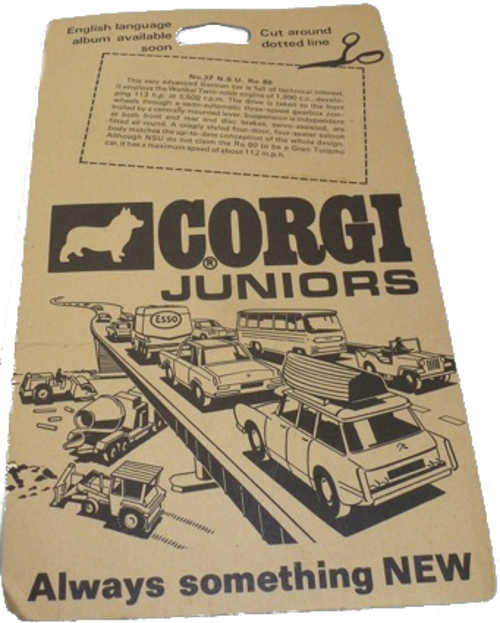 English language
album available
soon
Cut around
dotted line
No.37 N.S.U. Ro 80
This very advanced German car is full of technical interest.
It employs the Wankel Twin-rotor engine of 1,990 c.c., develop-
ing 113 h.p. at 5,500 r.p.m. The drive is taken to the front
wheels through a semi-automatic three-speed gearbox con-
trolled by a centrally-mounted lever. Suspension is independent
at both front and rear and disc brakes, servo-assisted, are
fitted all round. A craggly styled four-door, four-seater saloon
body matches the up-to-date conception of the whole design.
Although NSU do not claim the Ro 80 to be a Gran Turismo
car, it has a maximum speed of about 112 m.p.h.
CORGI
®
JUNIORS
ESSO
Always something NEW